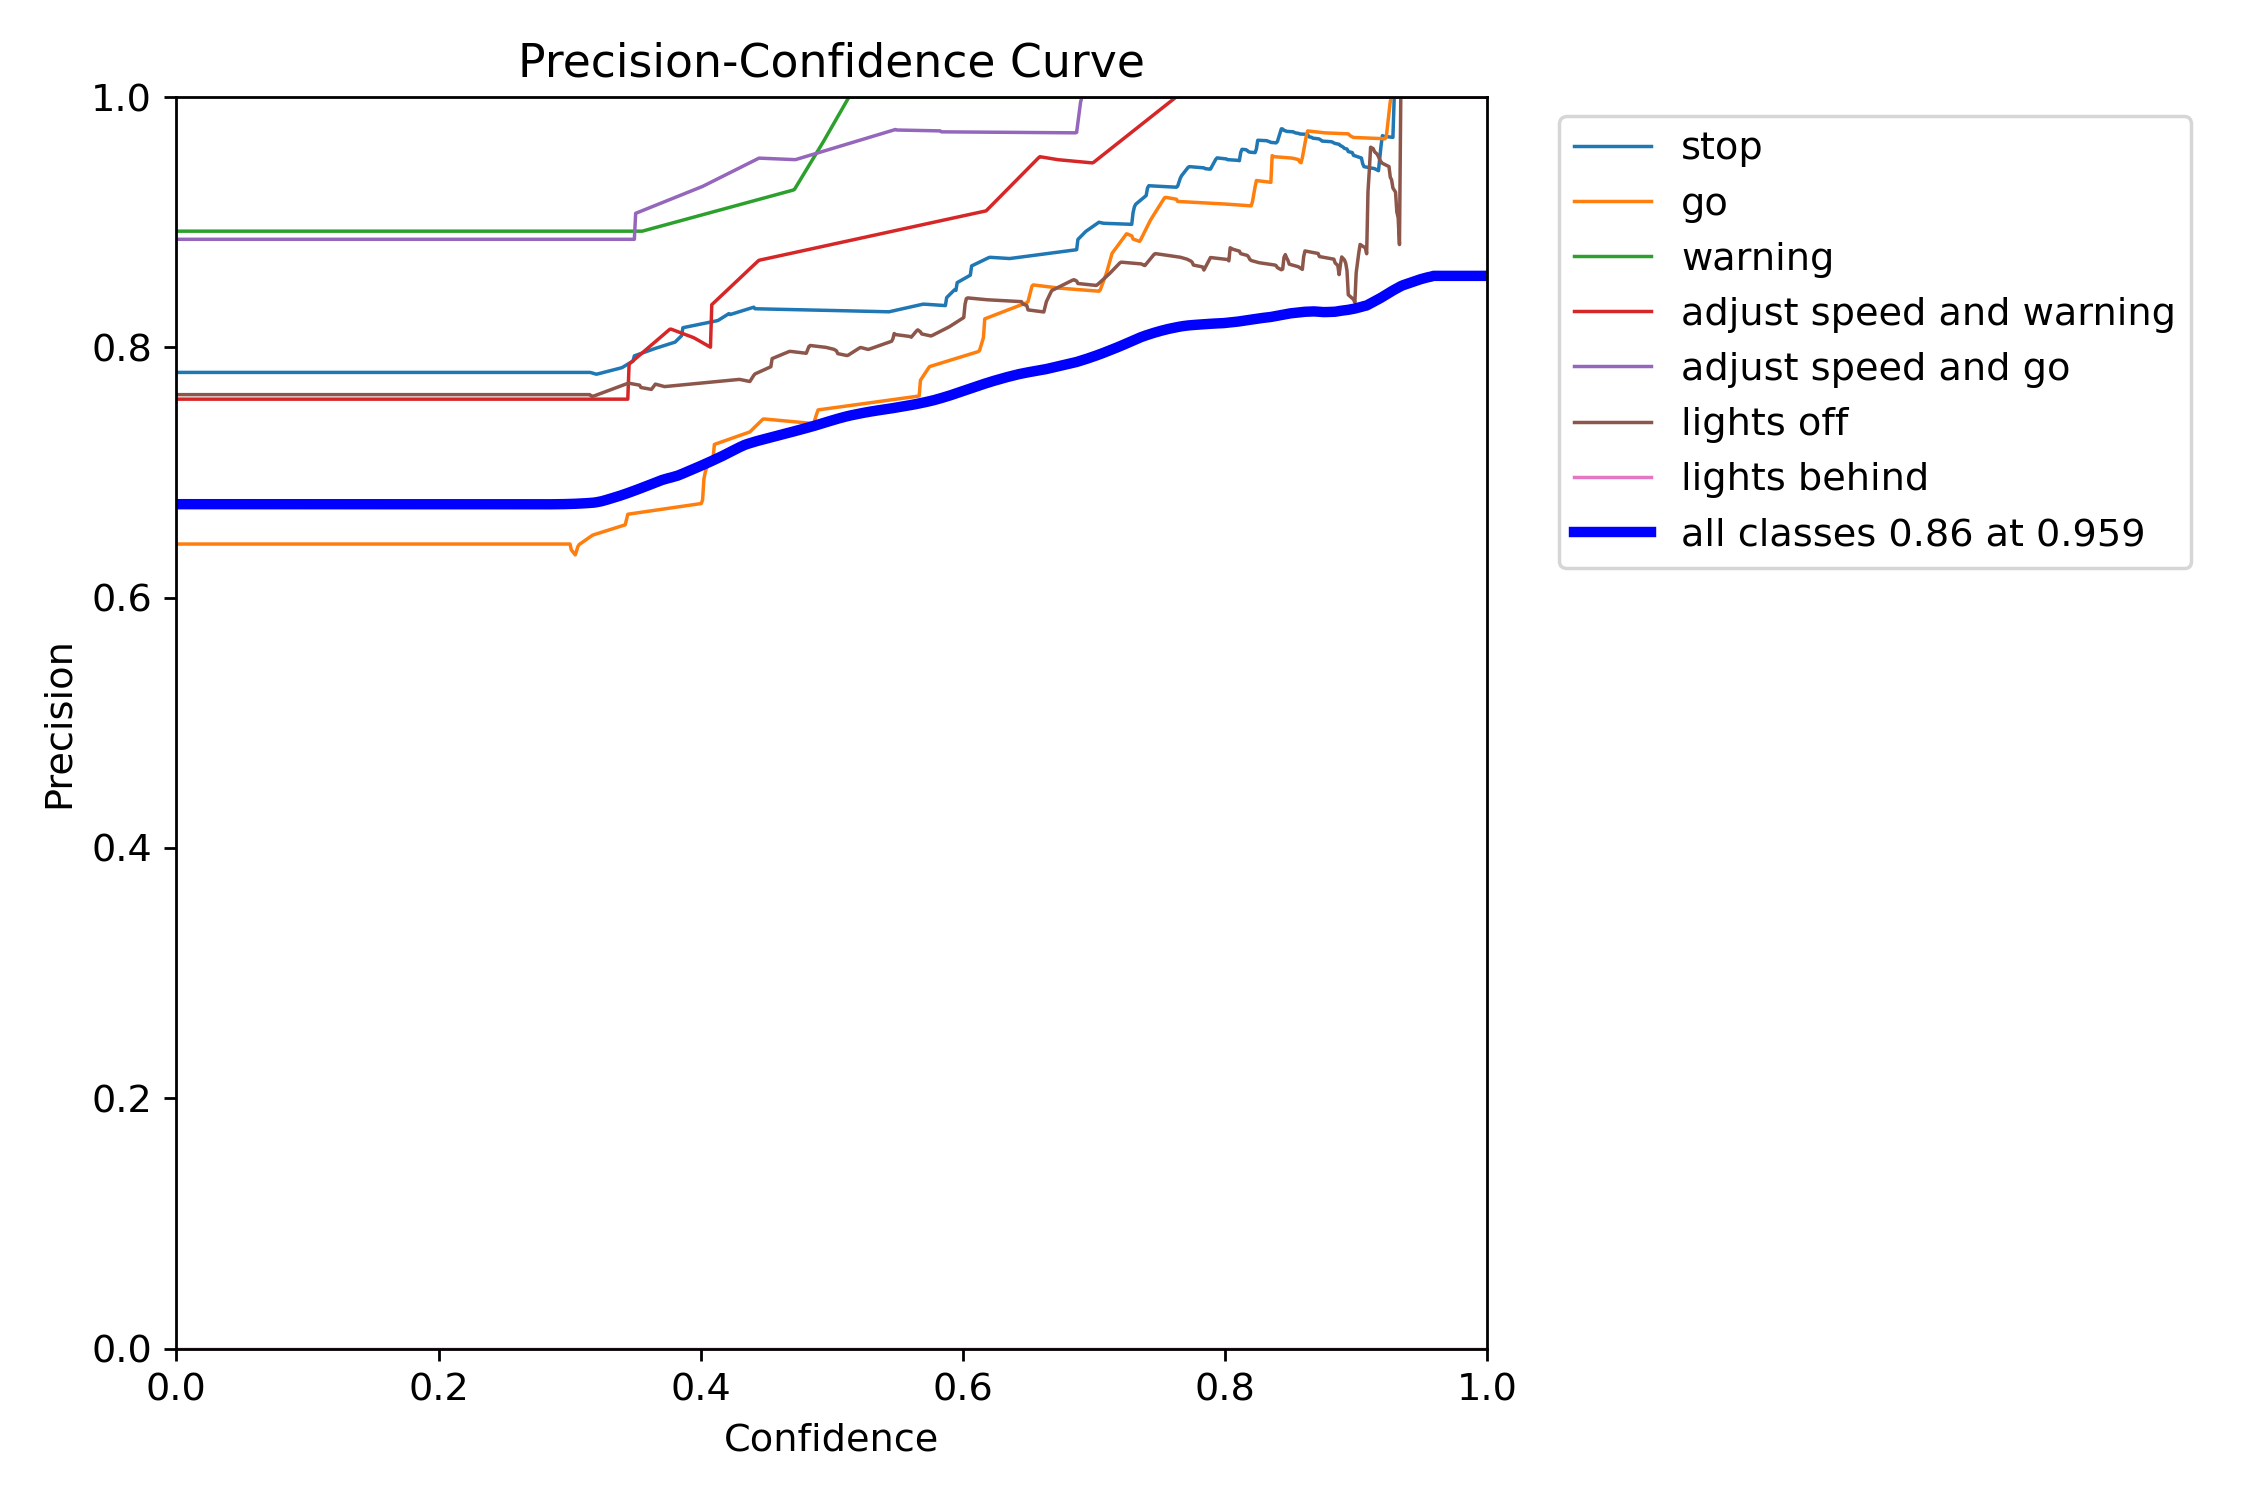 Precision-Confidence Curve
1.0
0.8
0.6
0.4
0.2
0.0
Precision
0.0 0.2 0.4 0.6 0.8 1.0
Confidence
stop
go
warning
adjust speed and warning
adjust speed and go
lights off
lights behind
all classes 0.86 at 0.959